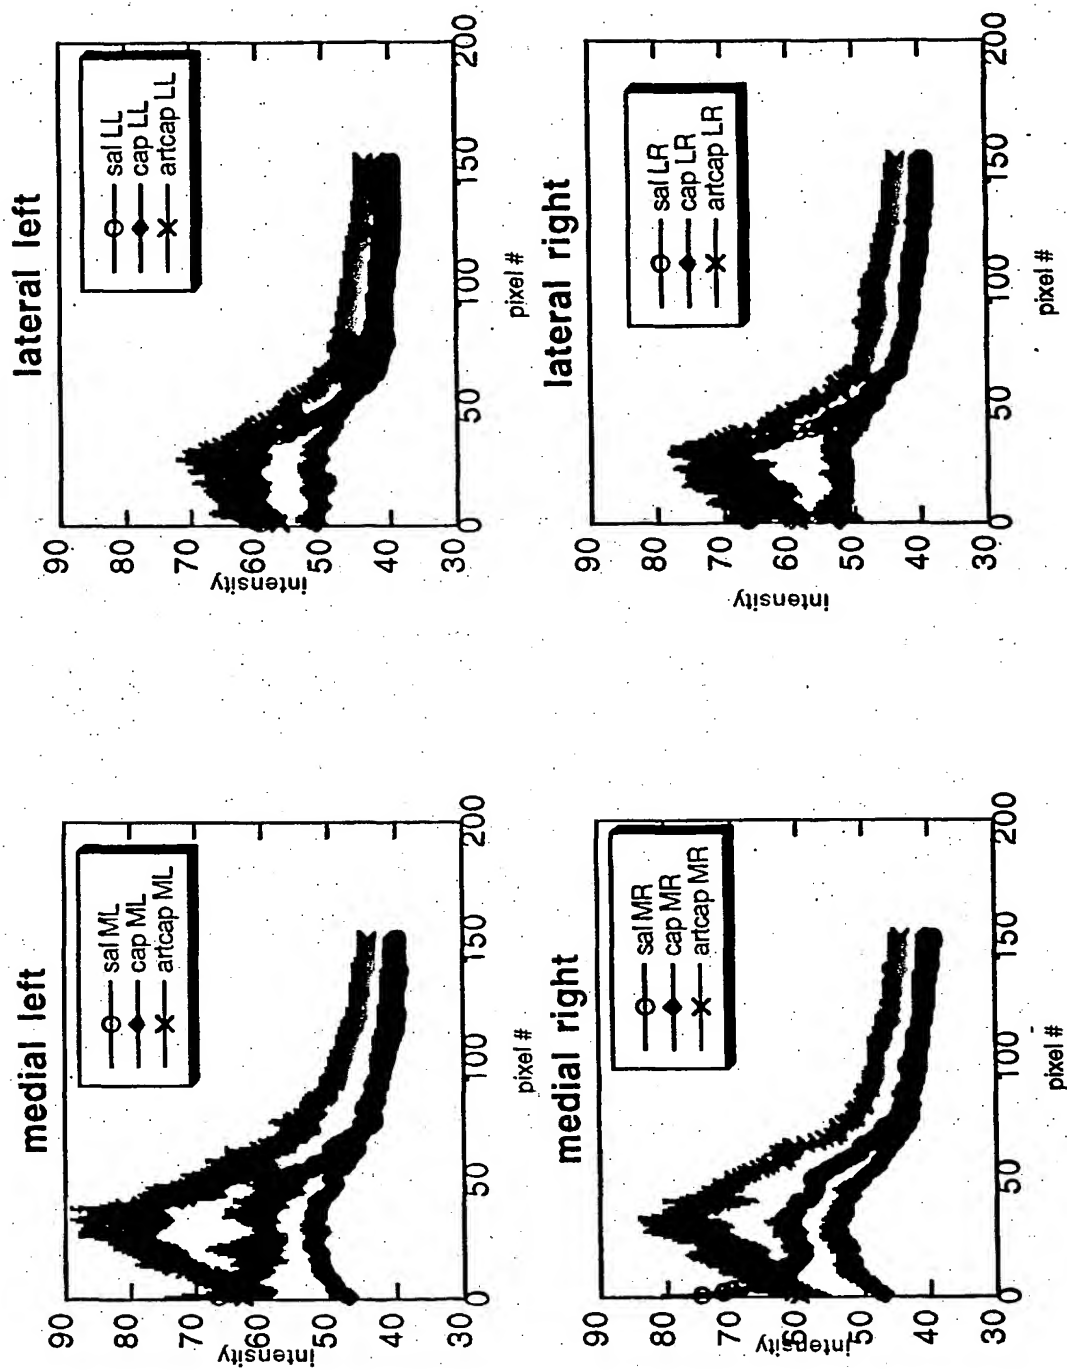 medial left
90
80
70
60
50
40
30
intensity
sal ML
cap ML
artcap ML
0
50
100
150
200
pixel #
lateral left
90
80
70
60
50
40
30
intensity
sal LL
cap LL
artcap LL
0
50
100
150
200
pixel #
medial right
90
80
70
60
50
40
30
intensity
sal MR
cap MR
artcap MR
0
50
100
150
200
pixel #
lateral right
90
80
70
60
50
40
30
intensity
sal LR
cap LR
artcap LR
0
50
100
150
200
pixel #